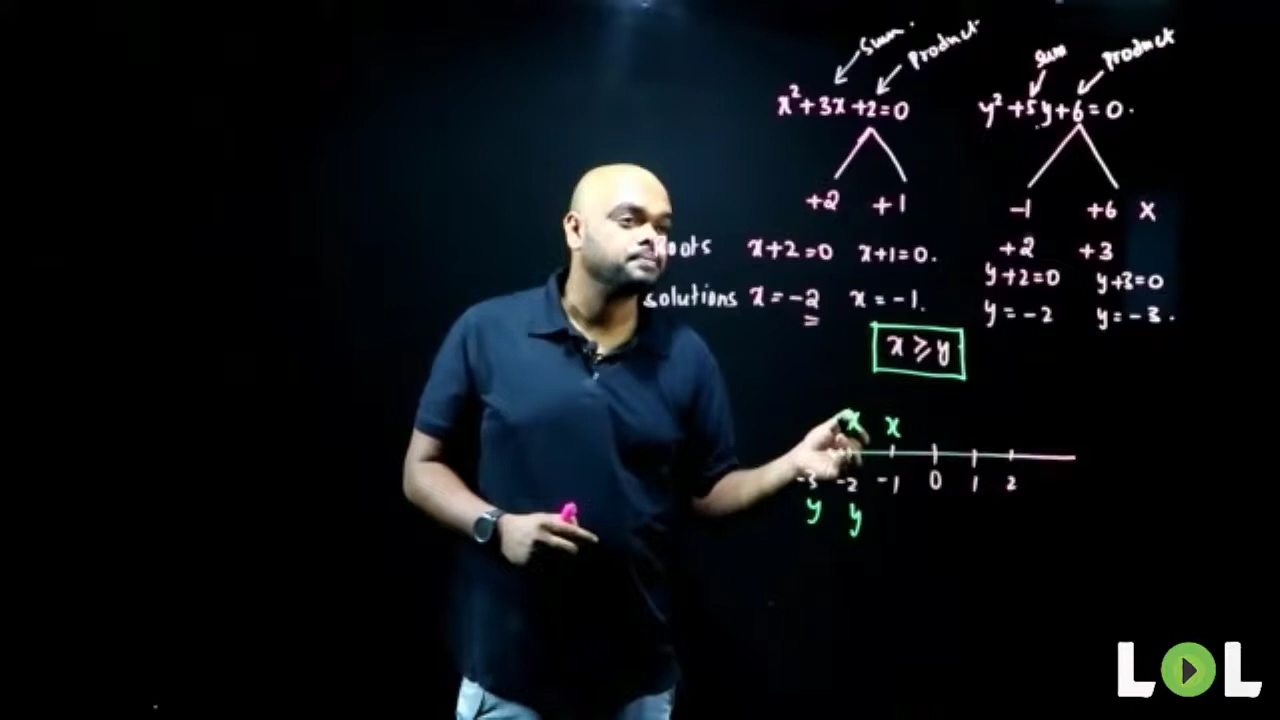 sum. Product sum Product
x²+3x+2=0 y²+5y+6=0.
+2 +1 -1 +6 X
Roots x+2=0 x+1=0. +2 +3
y+2=0 y+3=0
solutions x=-2 x=-1. y=-2 y=-3.
x ≥ y
x x
-3 -2 -1 0 1 2
y y
LOL